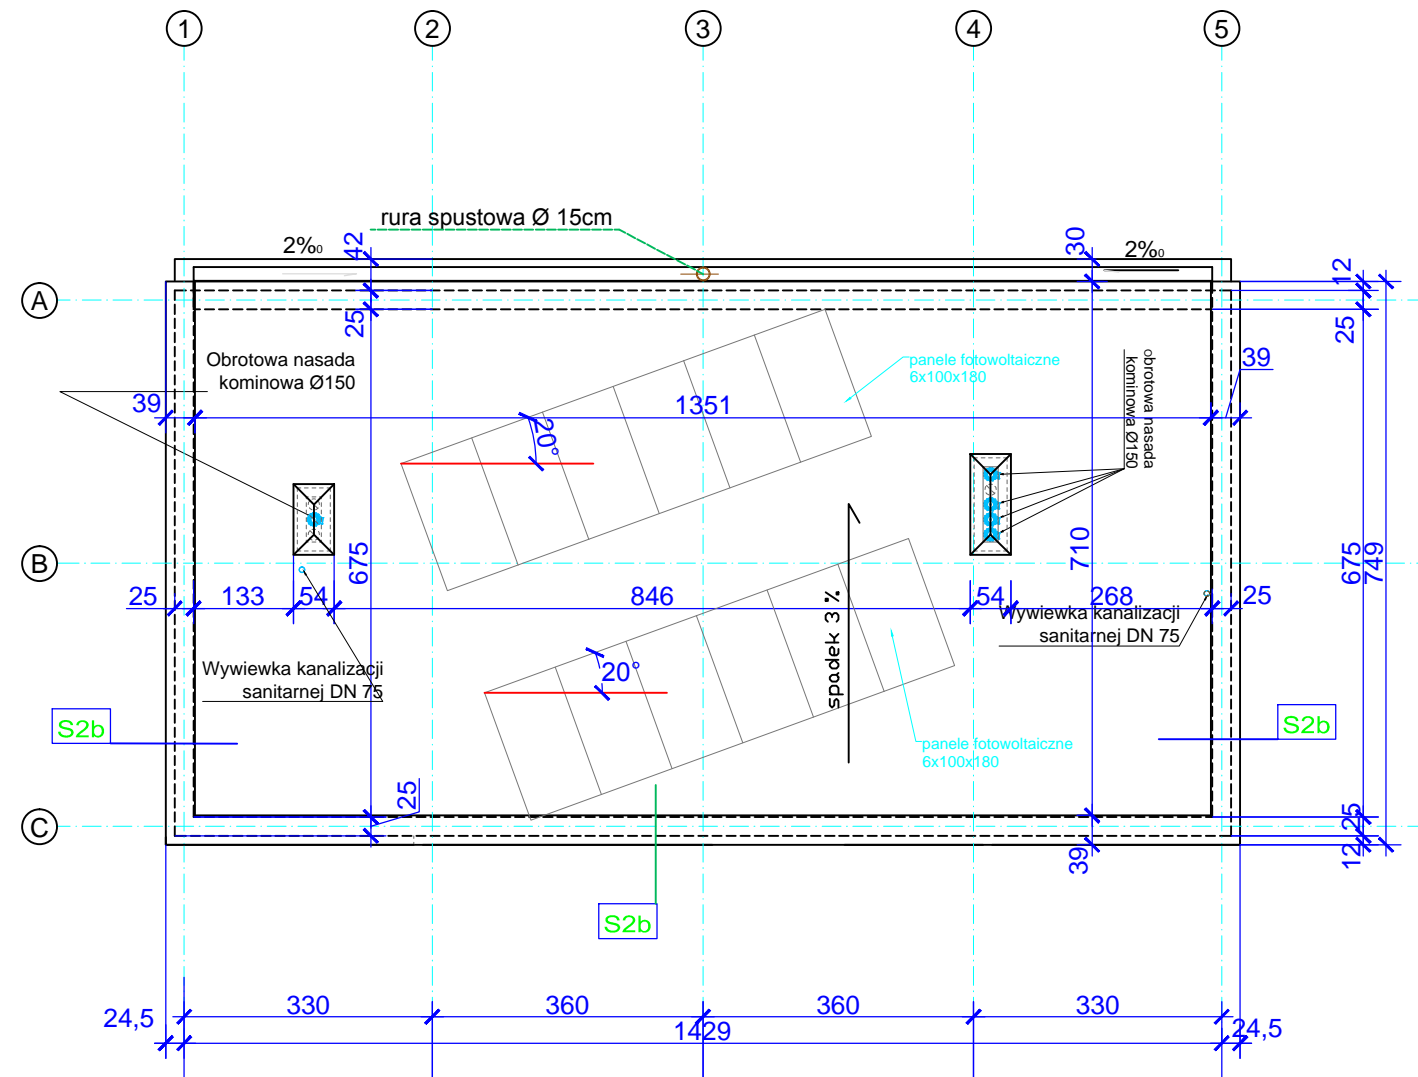 1
2
3
4
5
rura spustowa Ø 15cm
2‰
42
30
2‰
12
A
25
25
Obrotowa nasada
kominowa Ø150
panele fotowoltaiczne
6x100x180
obrotowa nasada
kominowa Ø150
39
39
1351
20°
B
675
710
675
749
25
133
54
846
54
268
25
Wywiewka kanalizacji
sanitarnej DN 75
spadek 3 %
Wywiewka kanalizacji
sanitarnej DN 75
20°
S2b
S2b
panele fotowoltaiczne
6x100x180
25
25
C
39
12
S2b
330
360
360
330
24,5
1429
24,5